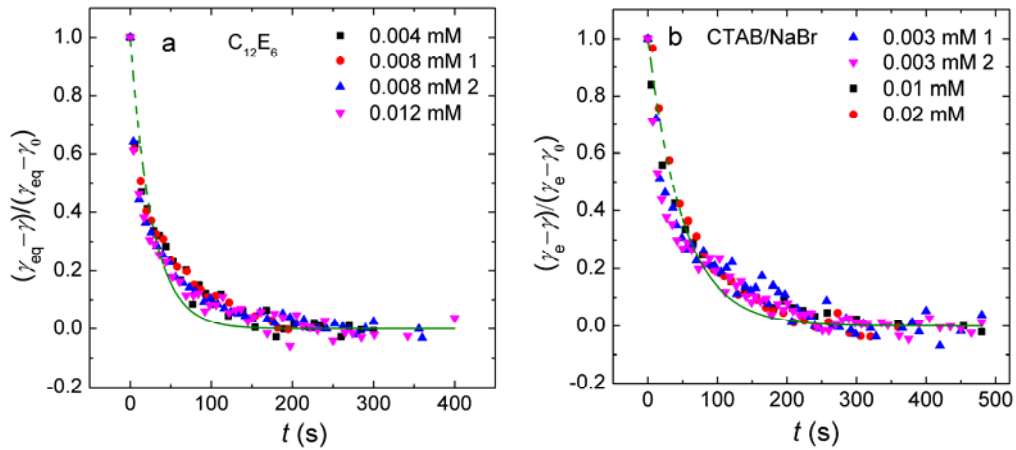 a
C₁₂E₆
0.004 mM
0.008 mM 1
0.008 mM 2
0.012 mM
(γeq−γ)/(γeq−γ0)
1.0
0.8
0.6
0.4
0.2
0.0
-0.2
0 100 200 300 400
t (s)
b
CTAB/NaBr
0.003 mM 1
0.003 mM 2
0.01 mM
0.02 mM
(γe−γ)/(γe−γ0)
1.0
0.8
0.6
0.4
0.2
0.0
-0.2
0 100 200 300 400 500
t (s)